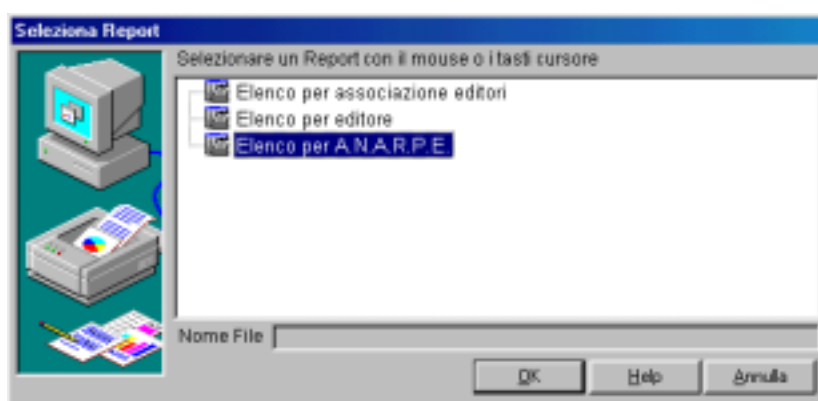 Seleziona Report
Selezionare un Report con il mouse o i tasti cursore
Elenco per associazione editori
Elenco per editore
Elenco per A.N.A.R.P.E.
Nome File
OK
Help
Annulla